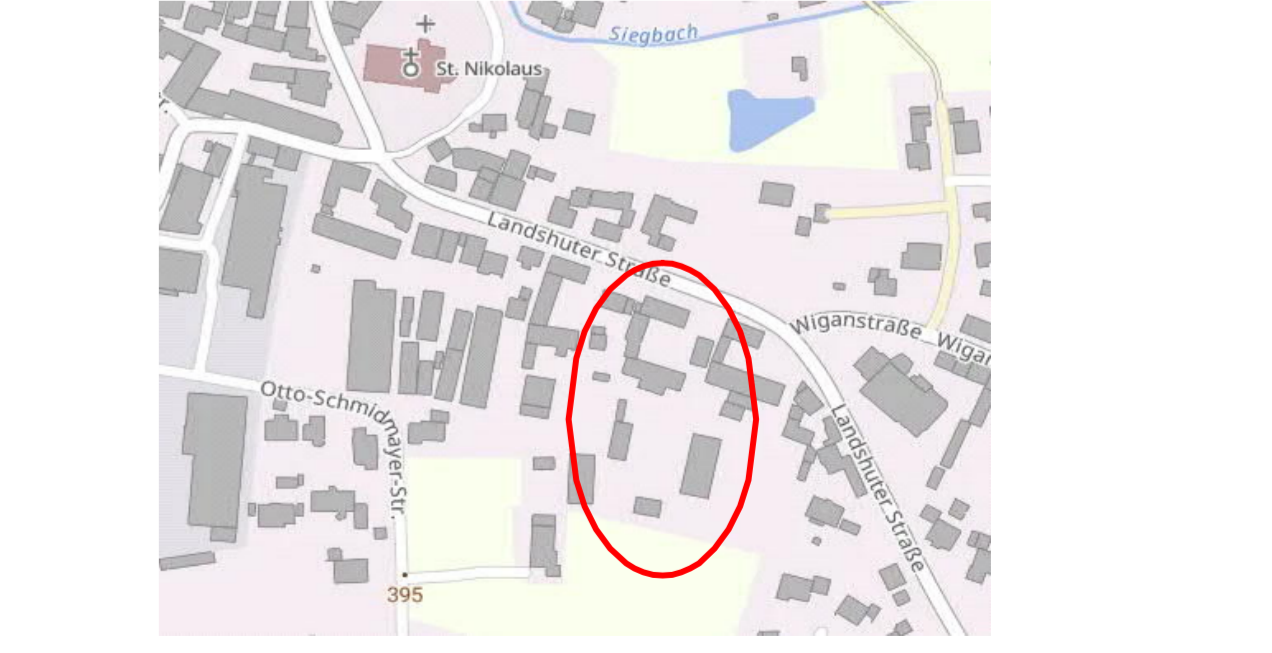 Siegbach
St. Nikolaus
r.
Landshuter Straße
Wiganstraße
Wigan
Otto-Schmidmayer-Str.
Landshuter Straße
395